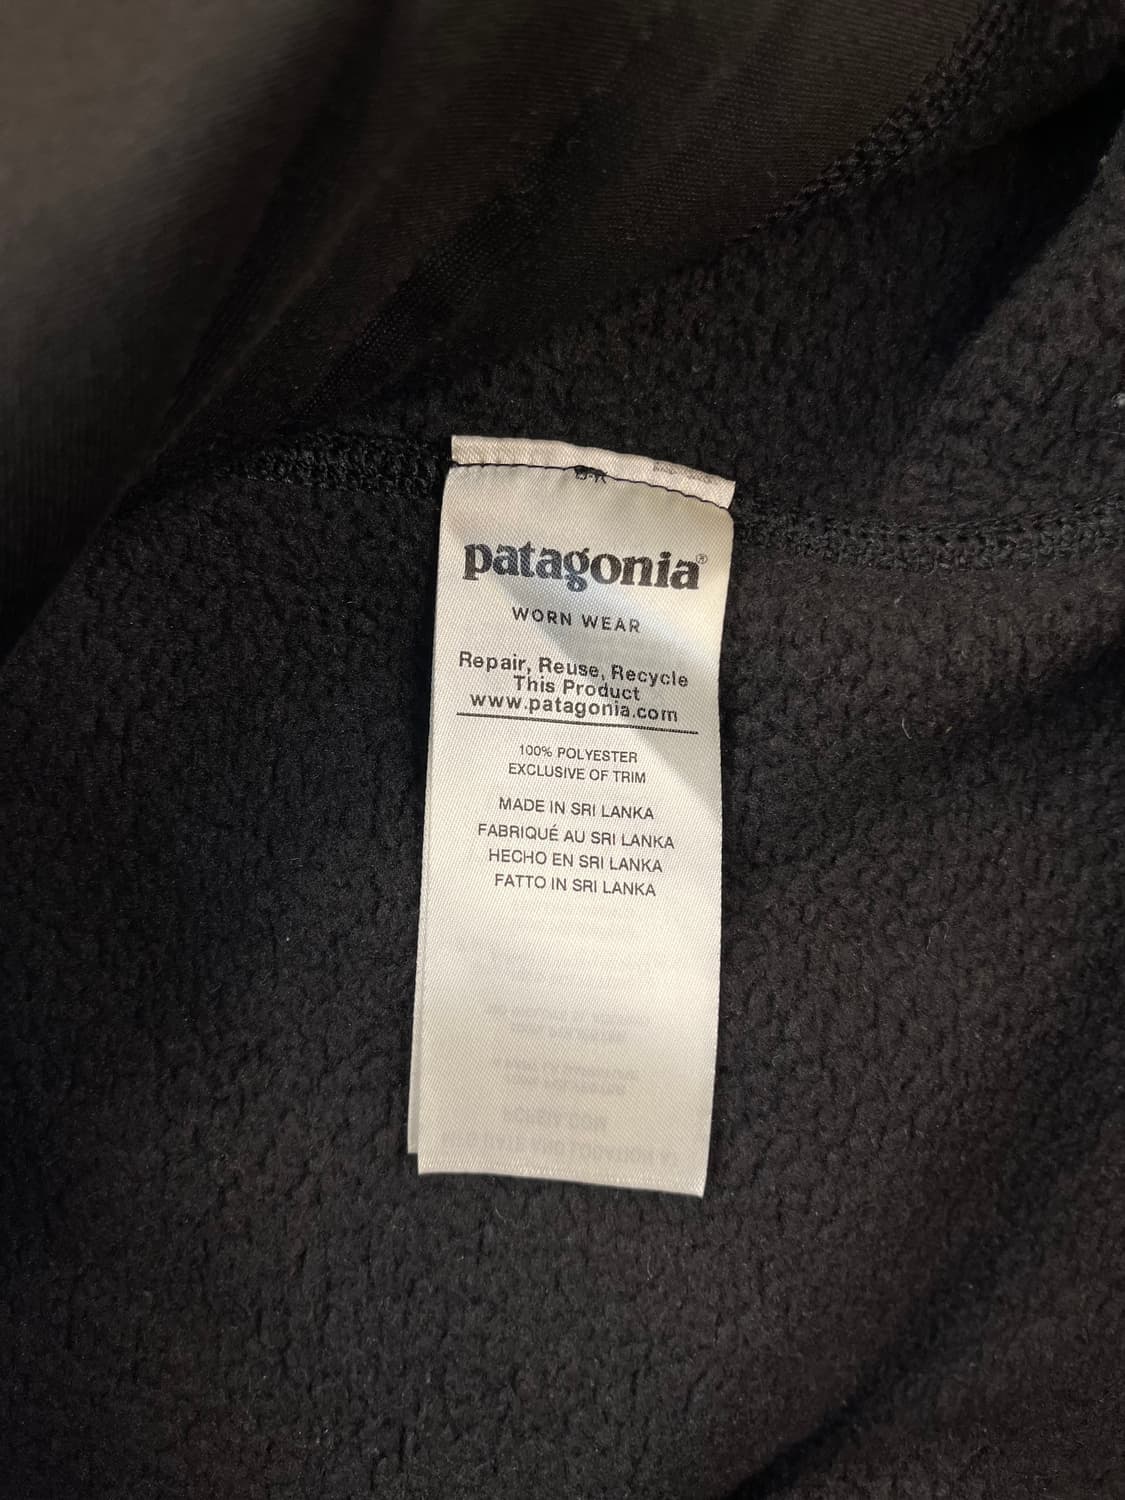 patagonia®
WORN WEAR
Repair, Reuse, Recycle
This Product
www.patagonia.com
100% POLYESTER
EXCLUSIVE OF TRIM
MADE IN SRI LANKA
FABRIQUÉ AU SRI LANKA
HECHO EN SRI LANKA
FATTO IN SRI LANKA